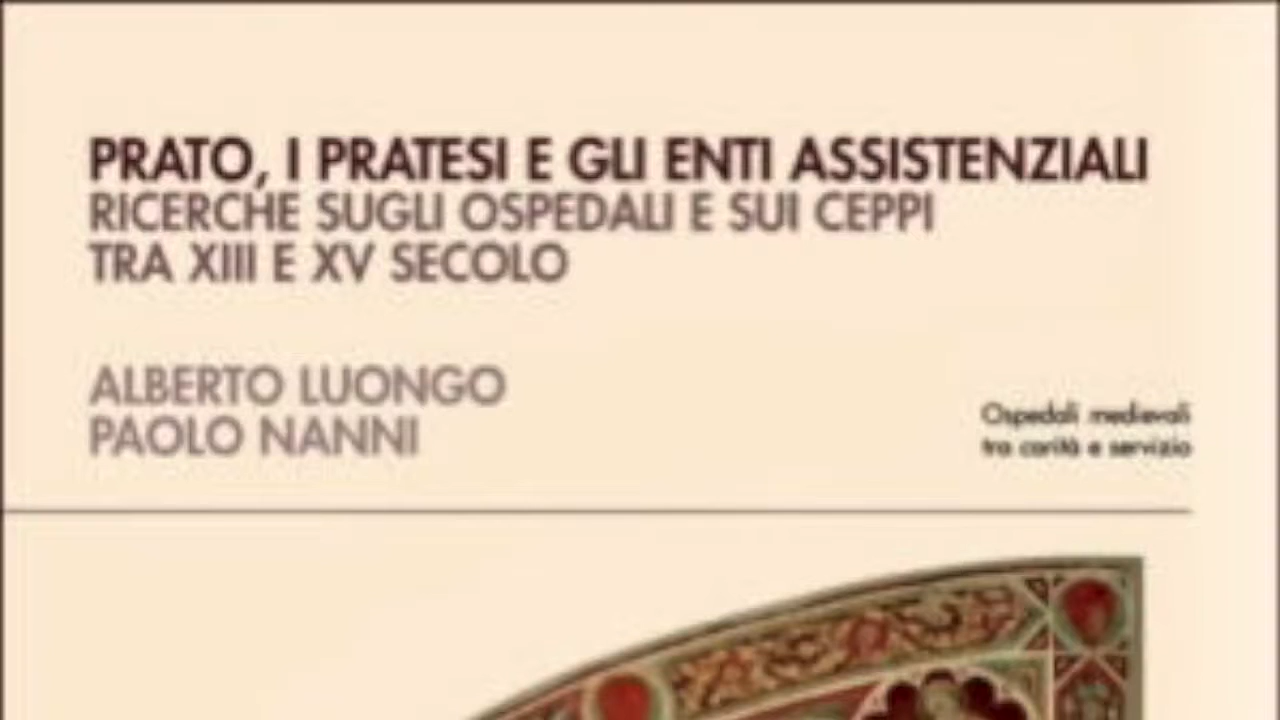 PRATO, I PRATESI E GLI ENTI ASSISTENZIALI
RICERCHE SUGLI OSPEDALI E SUI CEPPI
TRA XIII E XV SECOLO
ALBERTO LUONGO
PAOLO NANNI
Ospedali medievali
tra carità e servizio